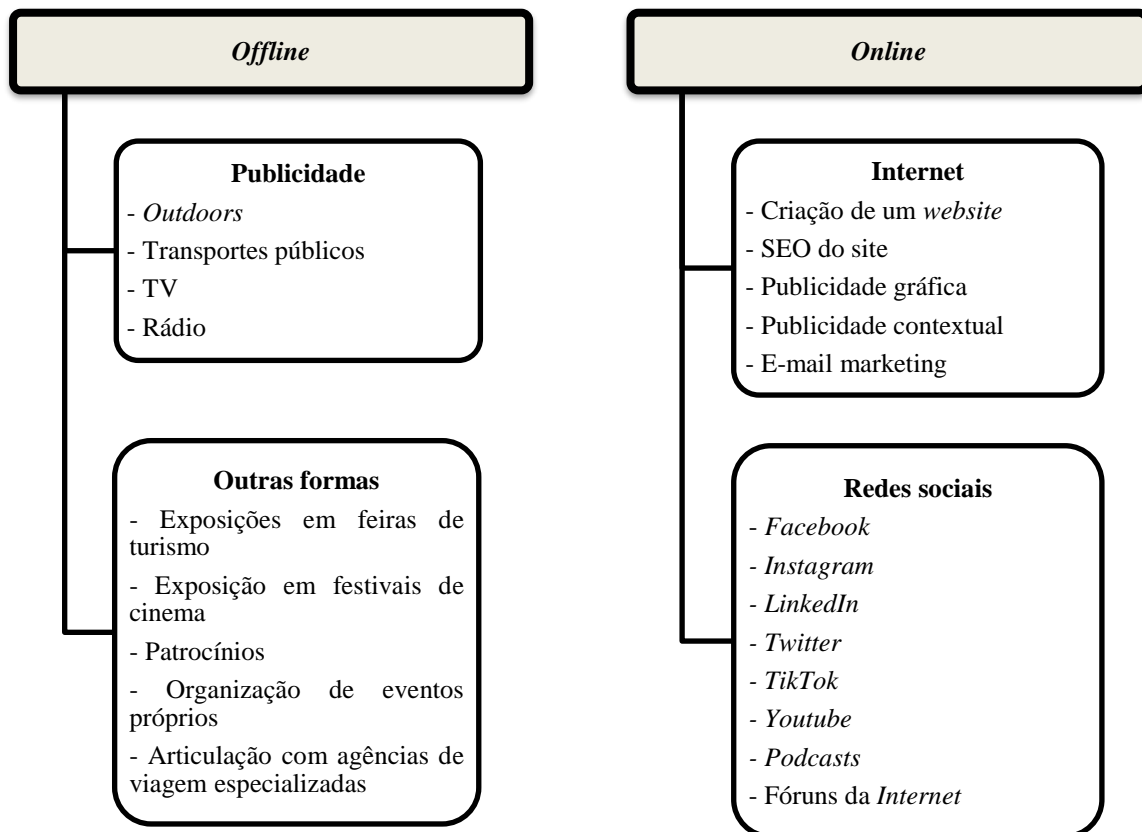 Offline
Publicidade
- Outdoors
- Transportes públicos
- TV
- Rádio
Outras formas
- Exposições em feiras de
turismo
- Exposição em festivais de
cinema
- Patrocínios
- Organização de eventos
próprios
- Articulação com agências de
viagem especializadas
Online
Internet
- Criação de um website
- SEO do site
- Publicidade gráfica
- Publicidade contextual
- E-mail marketing
Redes sociais
- Facebook
- Instagram
- LinkedIn
- Twitter
- TikTok
- Youtube
- Podcasts
- Fóruns da Internet